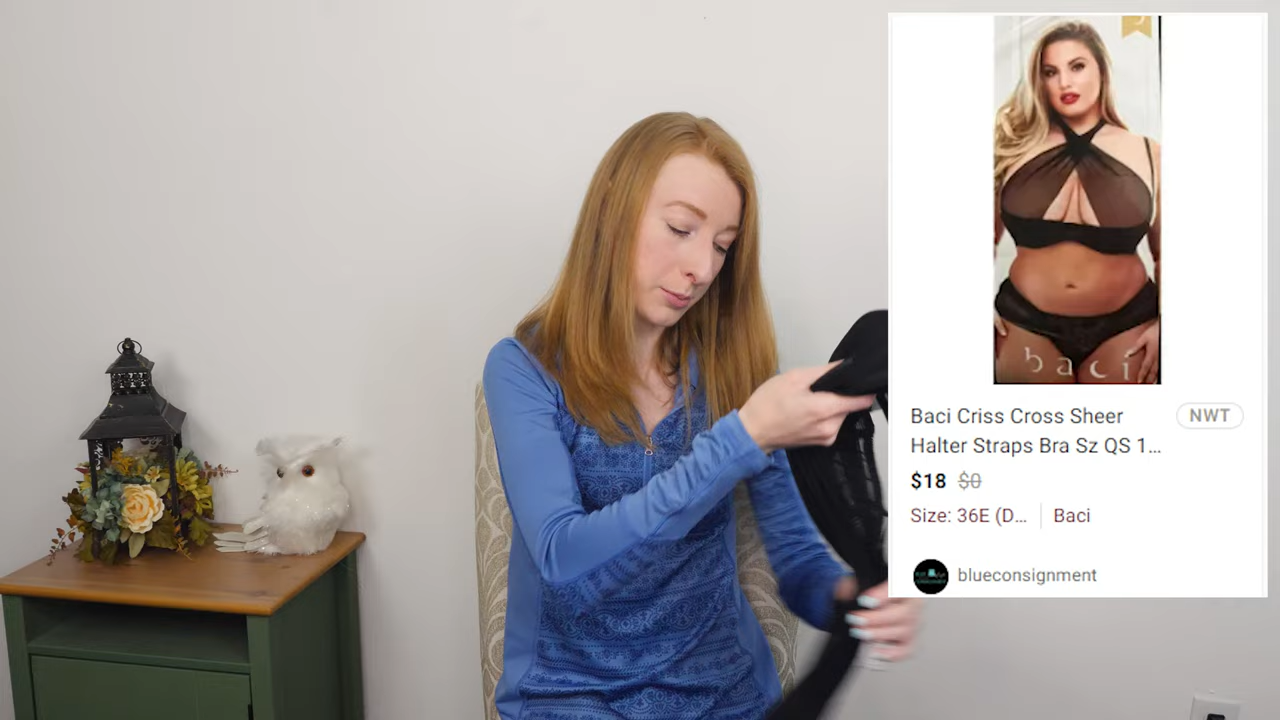 baci
Baci Criss Cross Sheer
NWT
Halter Straps Bra Sz QS 1...
$18 $0
Size: 36E (D... Baci
blueconsignment